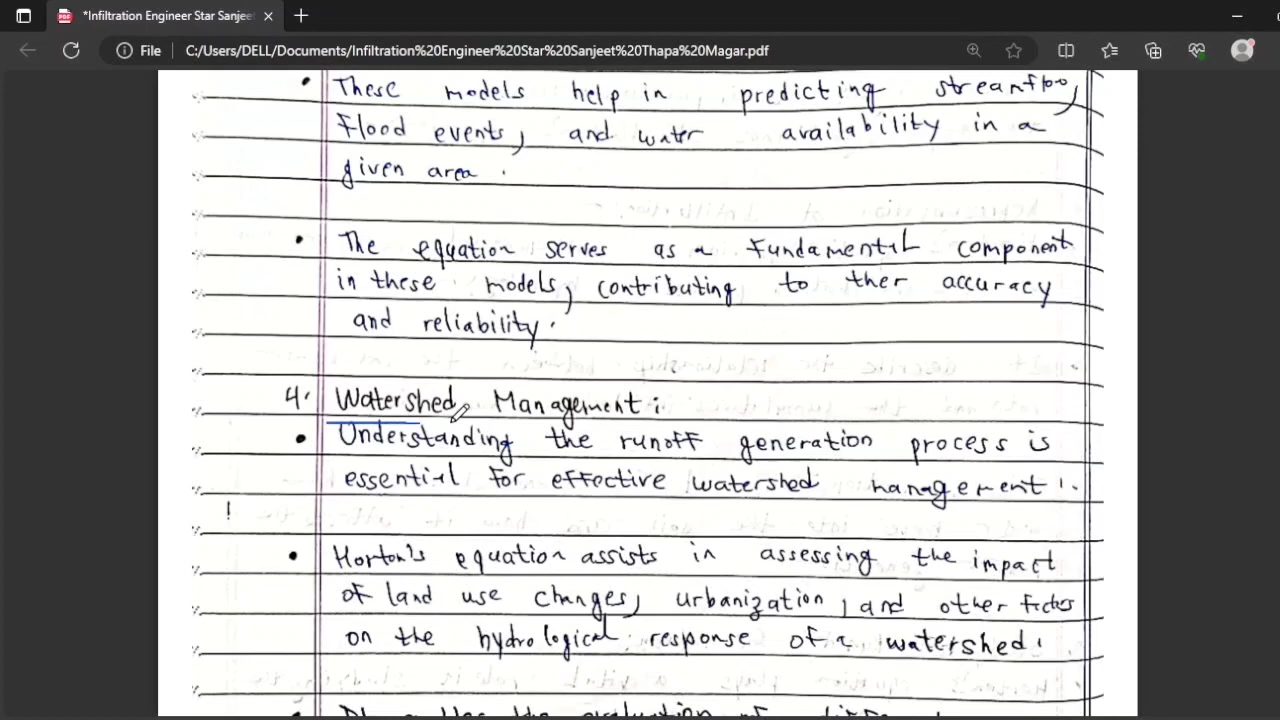 *Infiltration Engineer Star Sanjee
File
C:/Users/DELL/Documents/Infiltration%20Engineer%20Star%20Sanjeet%20Thapa%20Magar.pdf
• These models help in predicting streamflow,
flood events, and water availability in a
given area.
• The equation serves as a fundamental component
in these models, contributing to ther accuracy
and reliability.
4. Watershed Management:
• Understanding the runoff generation process is
essential for effective watershed management.
• Horton's equation assists in assessing the impact
of land use changes, urbanization, and other
on the hydrological response of a watershed.